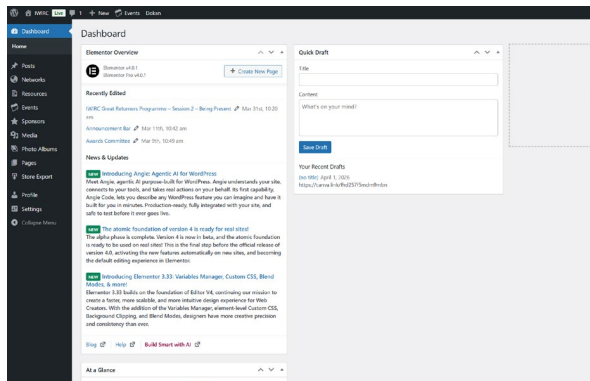 IWIRC Live 1 + New Events Dokan
Dashboard
Home
Posts
Networks
Resources
Events
Sponsors
Media
Photo Albums
Pages
Store Export
Profile
Settings
Collapse Menu
Dashboard
Elementor Overview
Elementor v4.0.1
Elementor Pro v4.0.1
+ Create New Page
Recently Edited
IWIRC Great Returners Programme – Session 2 – Being Present Mar 31st, 10:20
am
Announcement Bar Mar 11th, 10:42 am
Awards Committee Mar 9th, 10:49 am
News & Updates
NEW Introducing Angie: Agentic AI for WordPress
Meet Angie, agentic AI purpose-built for WordPress. Angie understands your site,
connects to your tools, and takes real actions on your behalf. Its first capability,
Angie Code, lets you describe any WordPress feature you can imagine and have it
built for you in minutes. Production-ready, fully integrated with your site, and
safe to test before it ever goes live.
NEW The atomic foundation of version 4 is ready for real sites!
The alpha phase is complete. Version 4 is now in beta, and the atomic foundation
is ready to be used on real sites! This is the final step before the official release of
version 4.0, activating the new features automatically on new sites, and becoming
the default editing experience in Elementor.
NEW Introducing Elementor 3.33: Variables Manager, Custom CSS, Blend
Modes, & more!
Elementor 3.33 builds on the foundation of Editor V4, continuing our mission to
create a faster, more scalable, and more intuitive design experience for Web
Creators. With the addition of the Variables Manager, element-level Custom CSS,
Background Clipping, and Blend Modes, designers have more creative precision
and consistency than ever.
Blog Help Build Smart with AI
At a Glance
Quick Draft
Title
Content
What's on your mind?
Save Draft
Your Recent Drafts
(no title) April 1, 2026